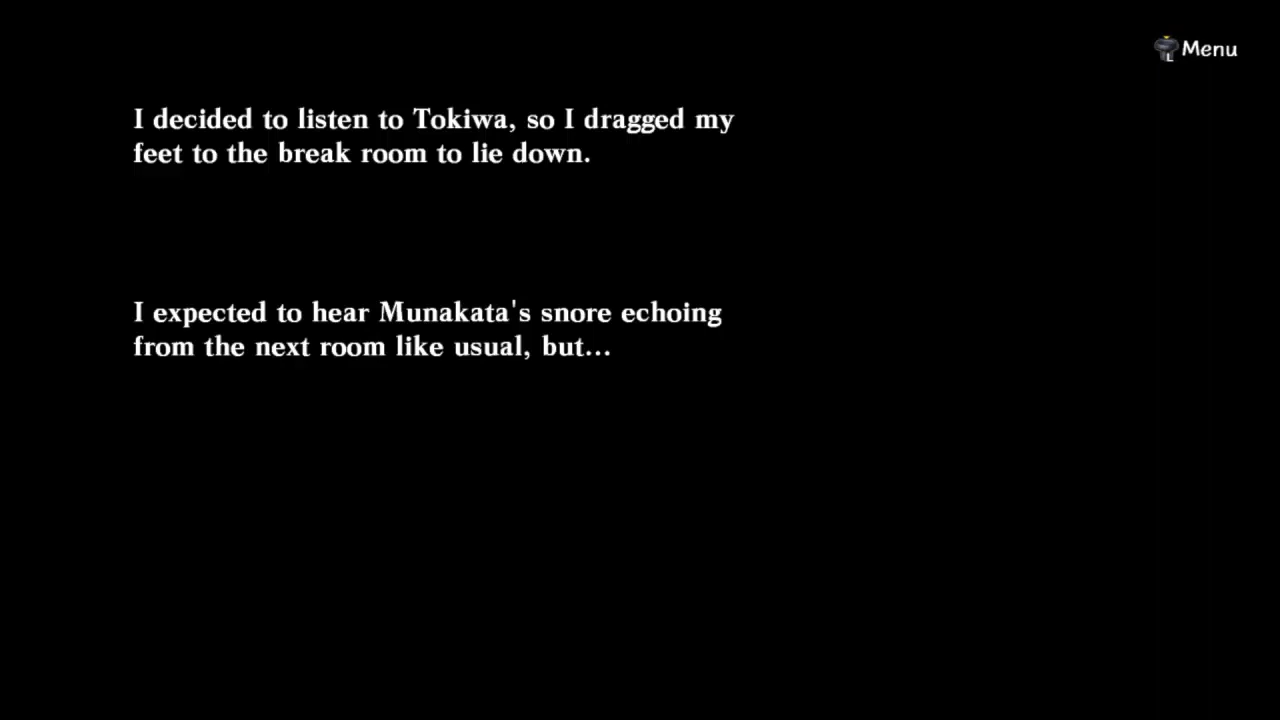 L Menu
I decided to listen to Tokiwa, so I dragged my
feet to the break room to lie down.
I expected to hear Munakata's snore echoing
from the next room like usual, but...